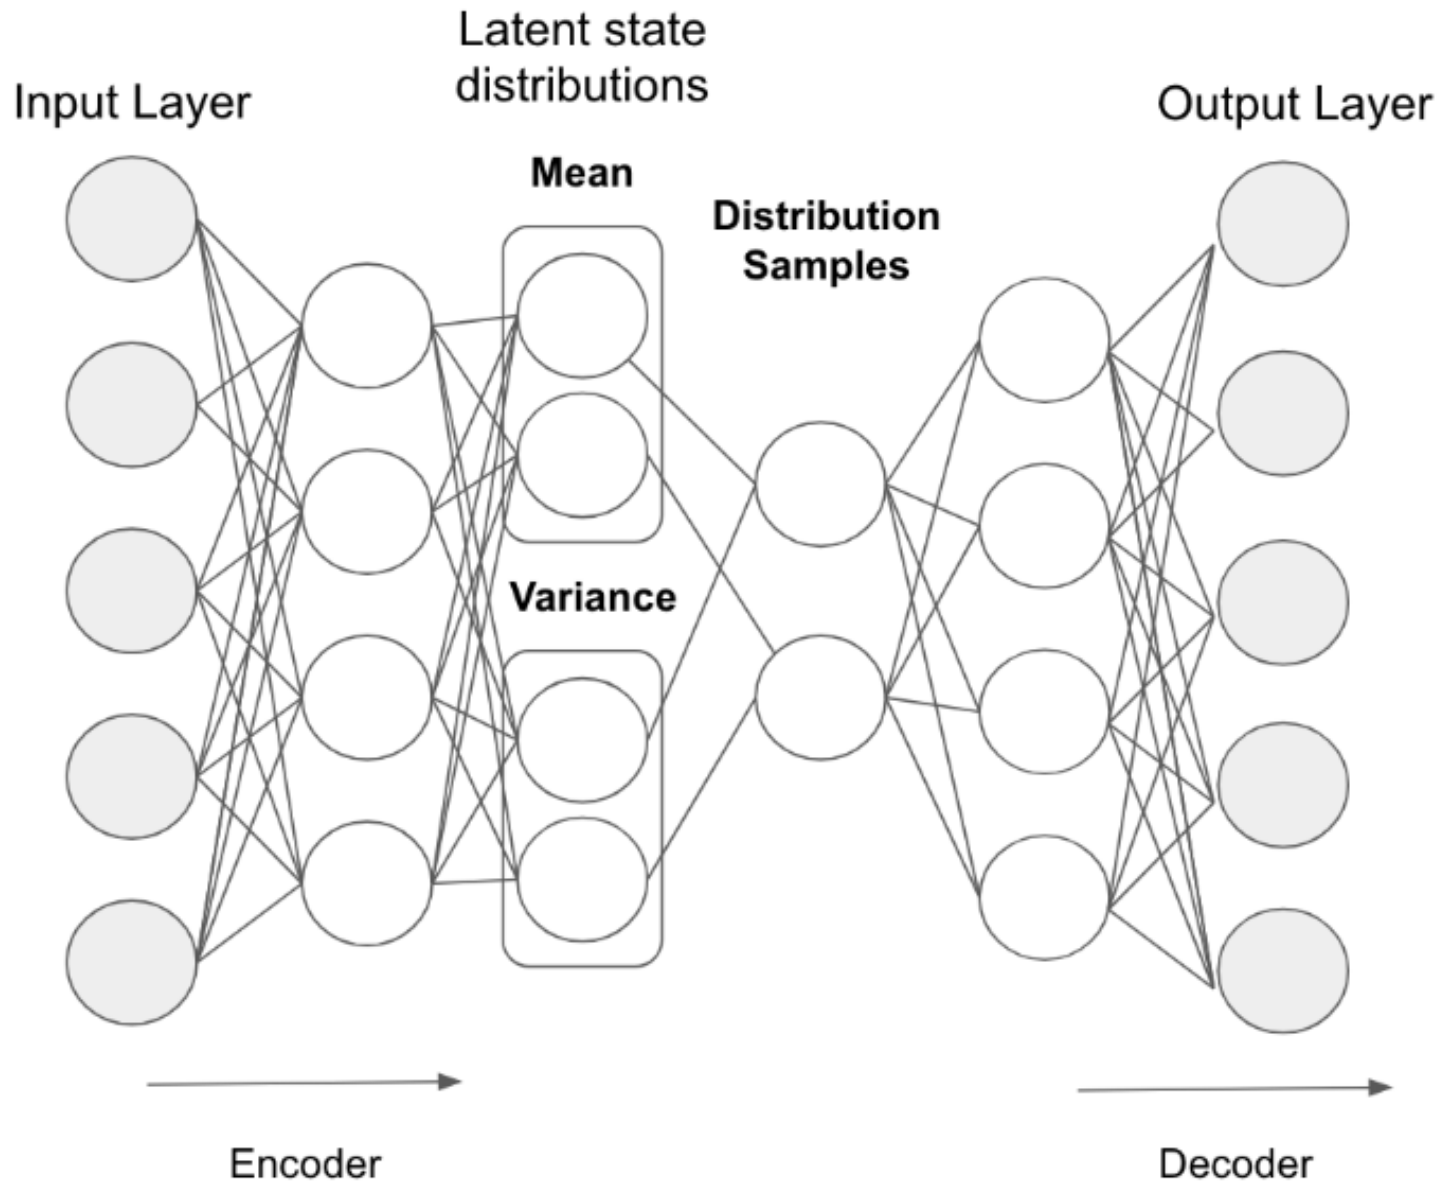 Latent state
distributions
Input Layer
Output Layer
Mean
Distribution
Samples
Variance
Encoder
Decoder